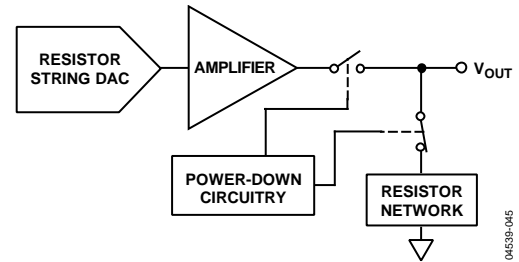 RESISTOR
STRING DAC
AMPLIFIER
VOUT
POWER-DOWN
CIRCUITRY
RESISTOR
NETWORK
04539-045